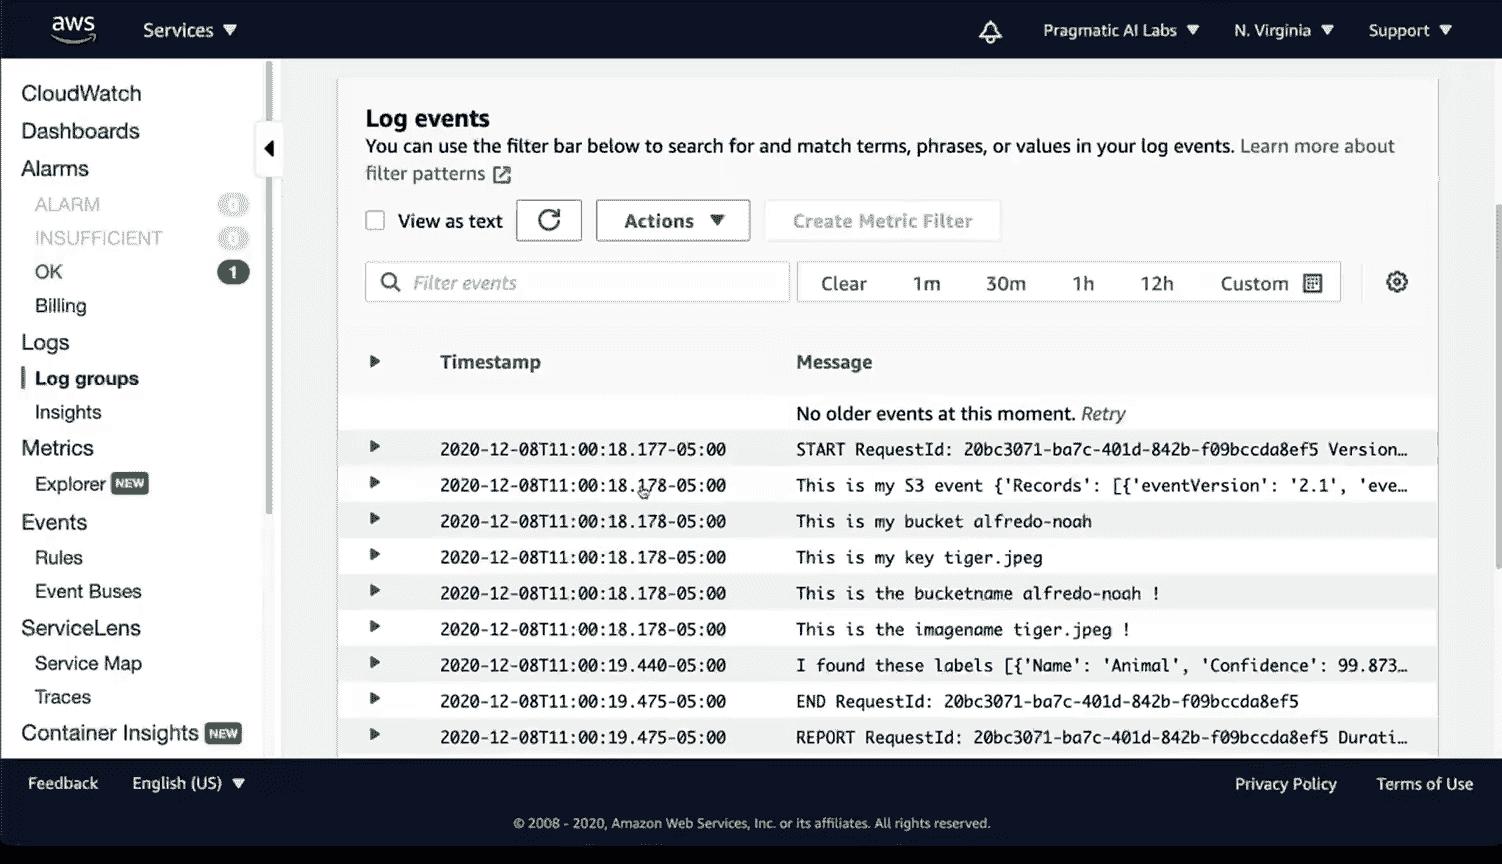 aws Services Pragmatic AI Labs N. Virginia Support
CloudWatch
Dashboards
Alarms
ALARM 0
INSUFFICIENT 0
OK 1
Billing
Logs
Log groups
Insights
Metrics
Explorer NEW
Events
Rules
Event Buses
ServiceLens
Service Map
Traces
Container Insights NEW
Log events
You can use the filter bar below to search for and match terms, phrases, or values in your log events. Learn more about
filter patterns
View as text Actions Create Metric Filter
Filter events Clear 1m 30m 1h 12h Custom
Timestamp Message
No older events at this moment. Retry
2020-12-08T11:00:18.177-05:00 START RequestId: 20bc3071-ba7c-401d-842b-f09bccda8ef5 Version…
2020-12-08T11:00:18.178-05:00 This is my S3 event {'Records': [{'eventVersion': '2.1', 'eve…
2020-12-08T11:00:18.178-05:00 This is my bucket alfredo-noah
2020-12-08T11:00:18.178-05:00 This is my key tiger.jpeg
2020-12-08T11:00:18.178-05:00 This is the bucketname alfredo-noah !
2020-12-08T11:00:18.178-05:00 This is the imagename tiger.jpeg !
2020-12-08T11:00:19.440-05:00 I found these labels [{'Name': 'Animal', 'Confidence': 99.873…
2020-12-08T11:00:19.475-05:00 END RequestId: 20bc3071-ba7c-401d-842b-f09bccda8ef5
2020-12-08T11:00:19.475-05:00 REPORT RequestId: 20bc3071-ba7c-401d-842b-f09bccda8ef5 Durati…
Feedback English (US) Privacy Policy Terms of Use
© 2008 - 2020, Amazon Web Services, Inc. or its affiliates. All rights reserved.